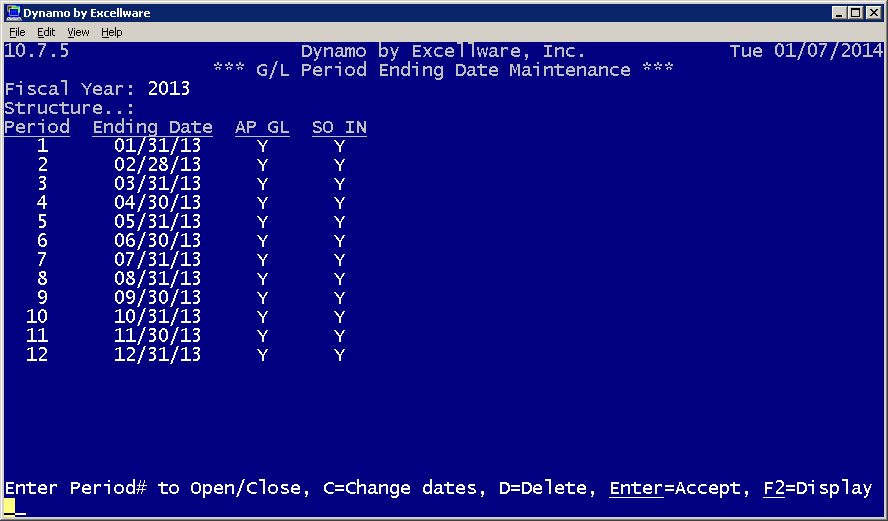 Dynamo by Excellware
File Edit View Help
10.7.5 Dynamo by Excellware, Inc. Tue 01/07/2014
*** G/L Period Ending Date Maintenance ***
Fiscal Year: 2013
Structure..:
Period Ending Date AP GL SO IN
1 01/31/13 Y Y
2 02/28/13 Y Y
3 03/31/13 Y Y
4 04/30/13 Y Y
5 05/31/13 Y Y
6 06/30/13 Y Y
7 07/31/13 Y Y
8 08/31/13 Y Y
9 09/30/13 Y Y
10 10/31/13 Y Y
11 11/30/13 Y Y
12 12/31/13 Y Y
Enter Period# to Open/Close, C=Change dates, D=Delete, Enter=Accept, F2=Display